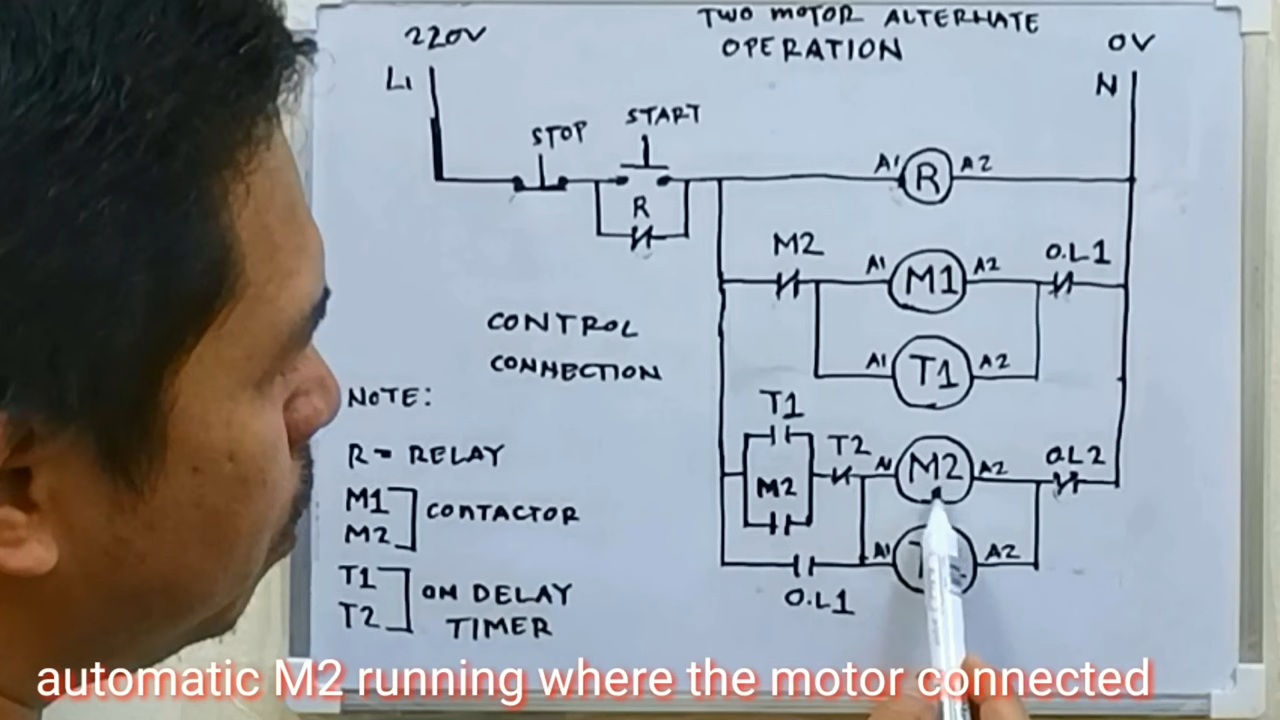 TWO MOTOR ALTERNATE
OPERATION
220V
0V
L1
N
STOP
START
A1
R
A2
R
M2
A1
M1
A2
O.L1
CONTROL
CONNECTION
A1
T1
A2
NOTE:
T1
R = RELAY
T2
M2
A2
O.L2
M2
M1
M2
CONTACTOR
A1
A2
T1
T2
ON DELAY
TIMER
O.L1
automatic M2 running where the motor connected